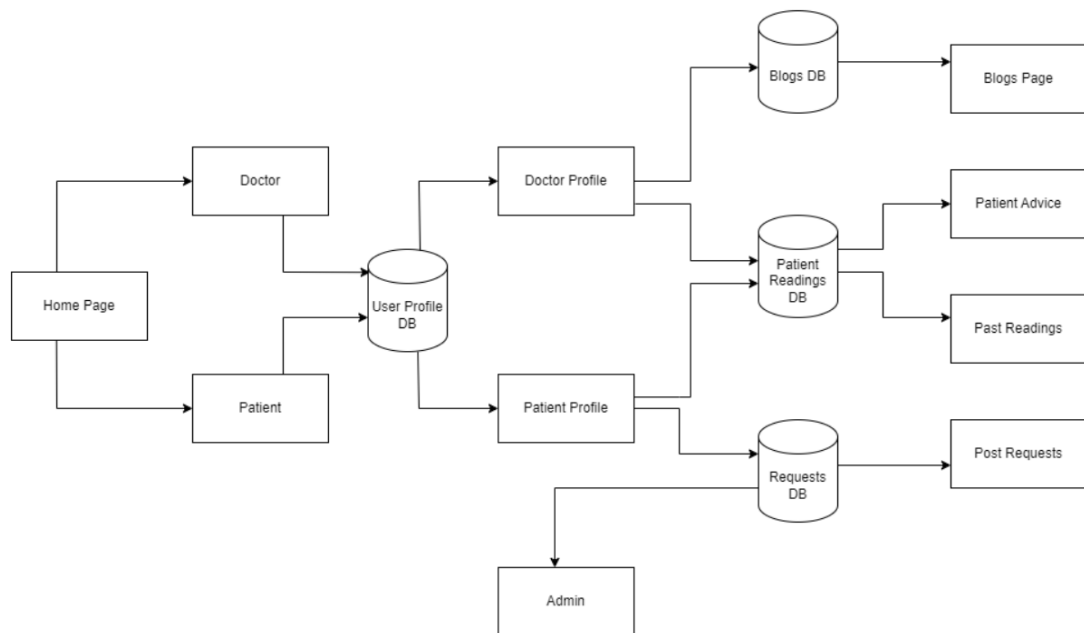 Blogs DB
Blogs Page
Doctor
Doctor Profile
Patient Advice
Home Page
User Profile
DB
Patient
Readings
DB
Past Readings
Patient
Patient Profile
Requests
DB
Post Requests
Admin